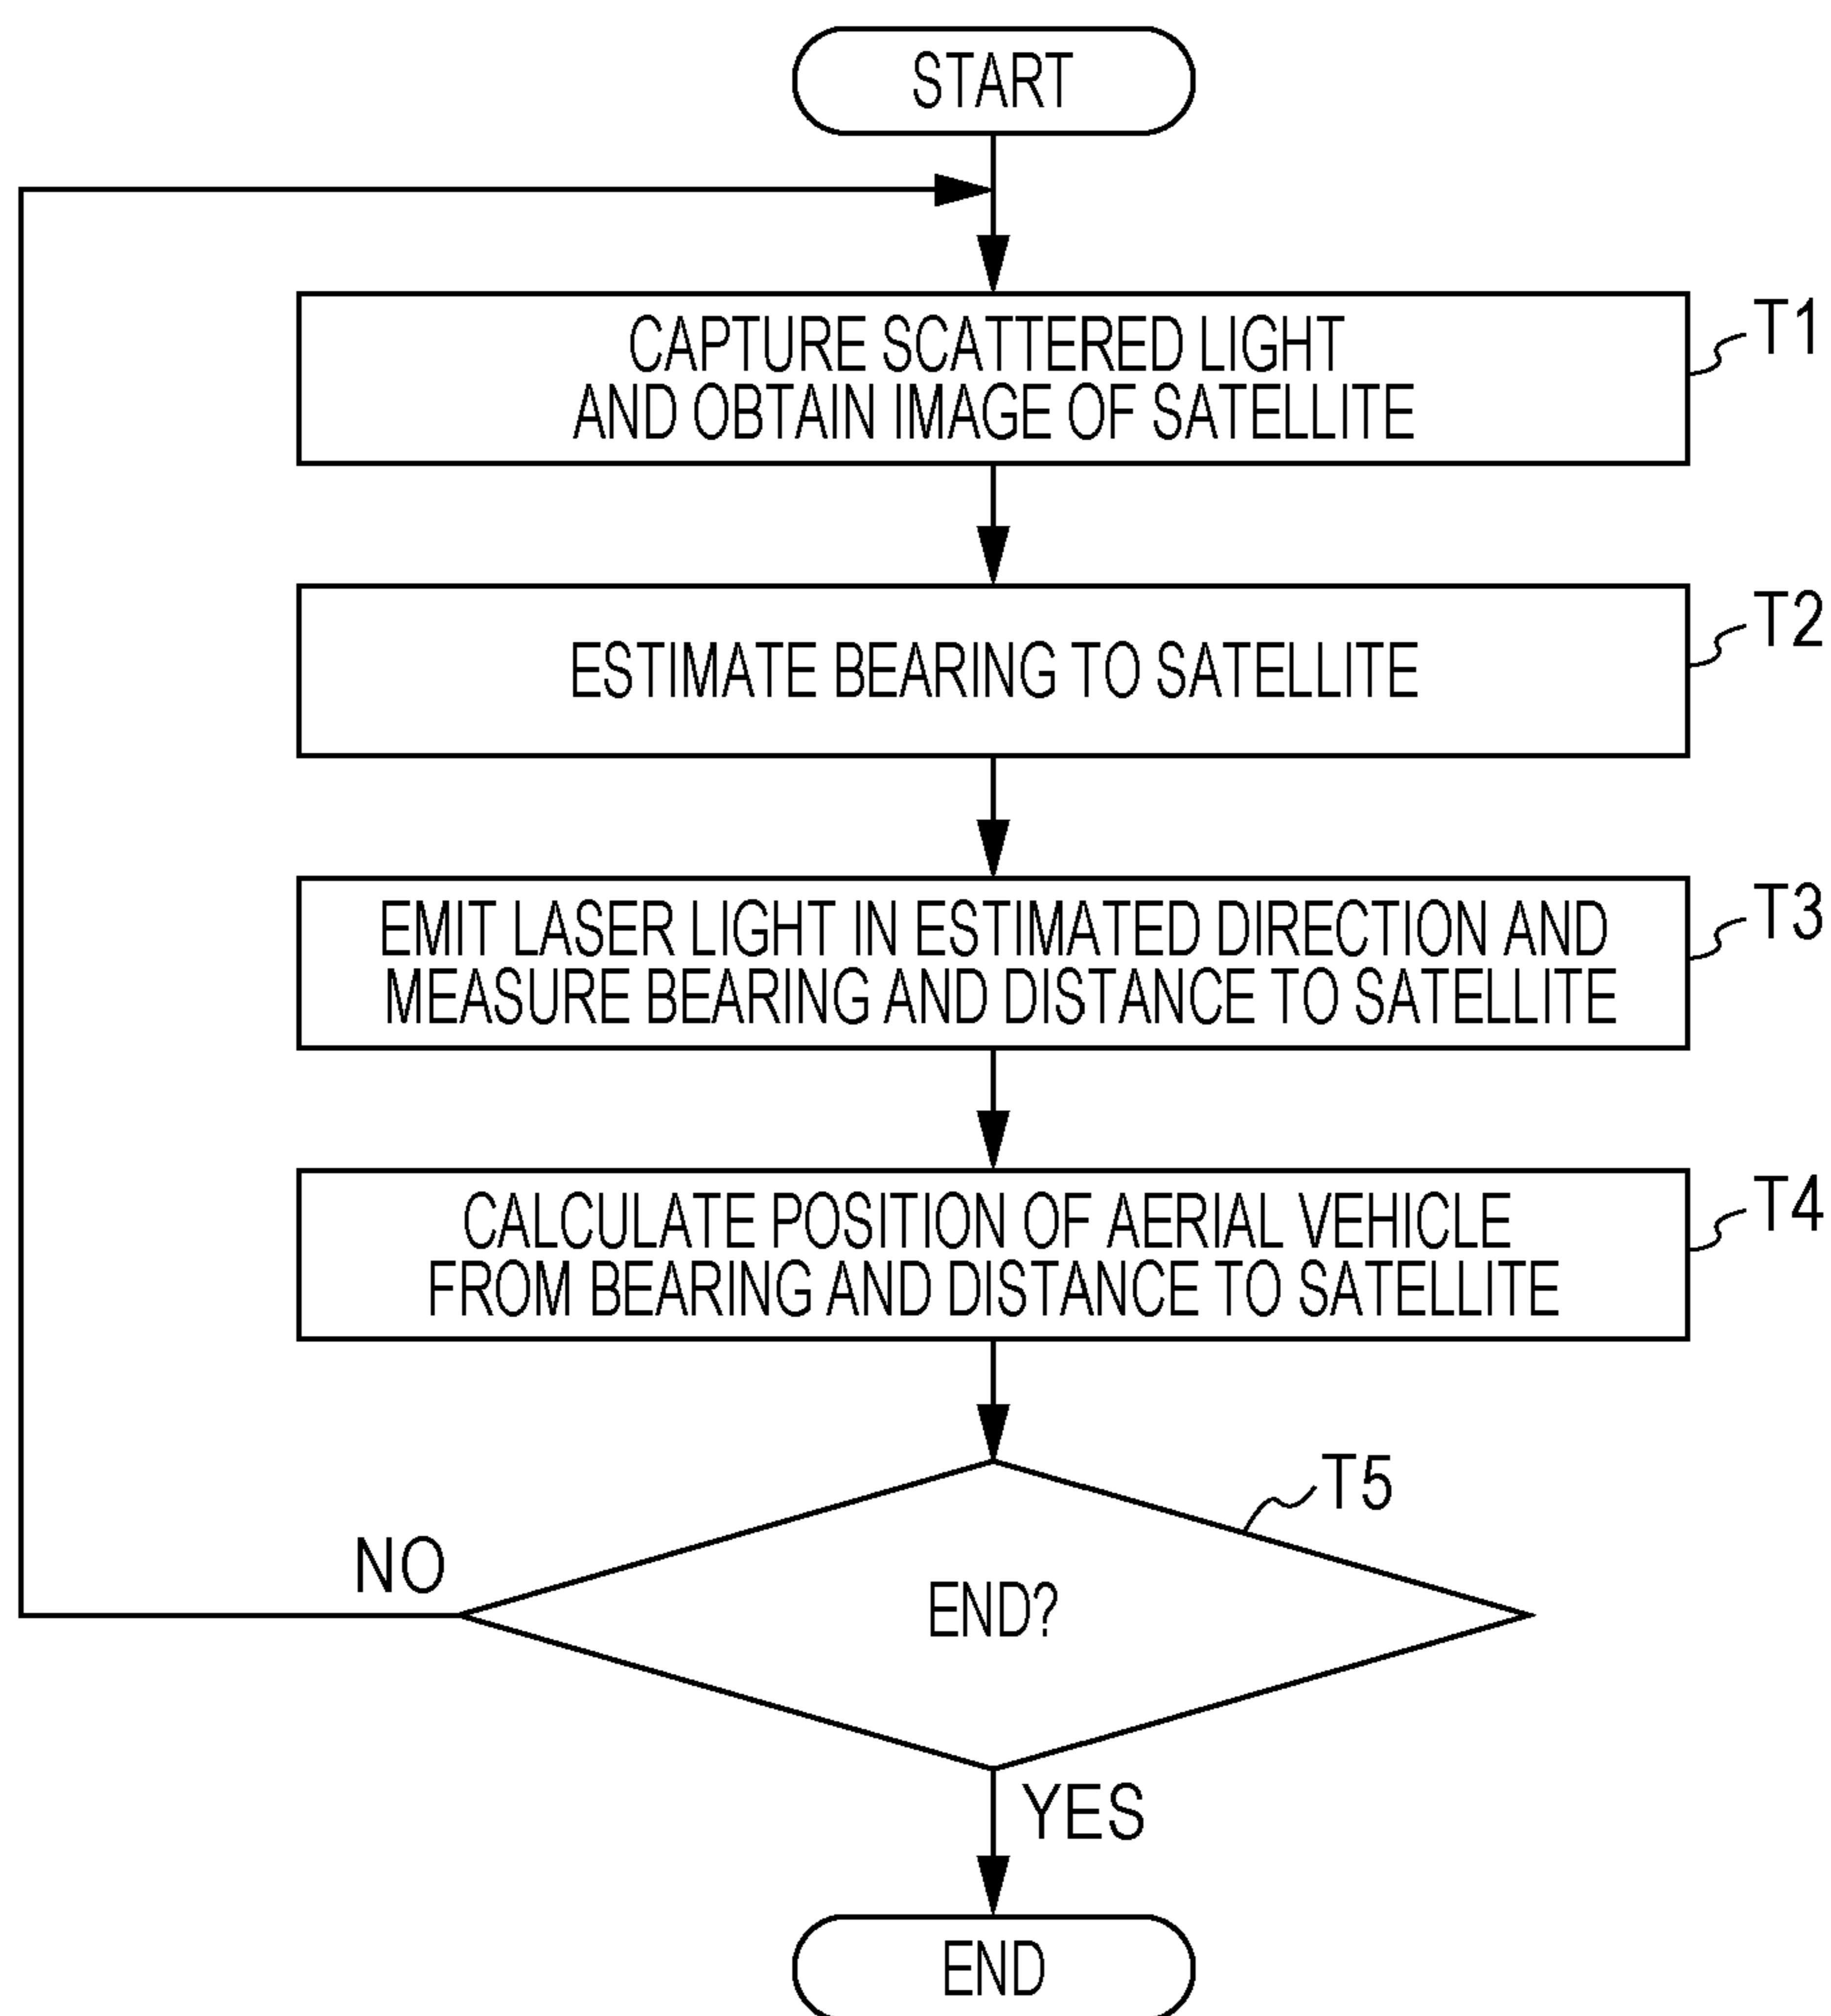 START
CAPTURE SCATTERED LIGHT
AND OBTAIN IMAGE OF SATELLITE
T1
ESTIMATE BEARING TO SATELLITE
T2
EMIT LASER LIGHT IN ESTIMATED DIRECTION AND
MEASURE BEARING AND DISTANCE TO SATELLITE
T3
CALCULATE POSITION OF AERIAL VEHICLE
FROM BEARING AND DISTANCE TO SATELLITE
T4
T5
NO
END?
YES
END